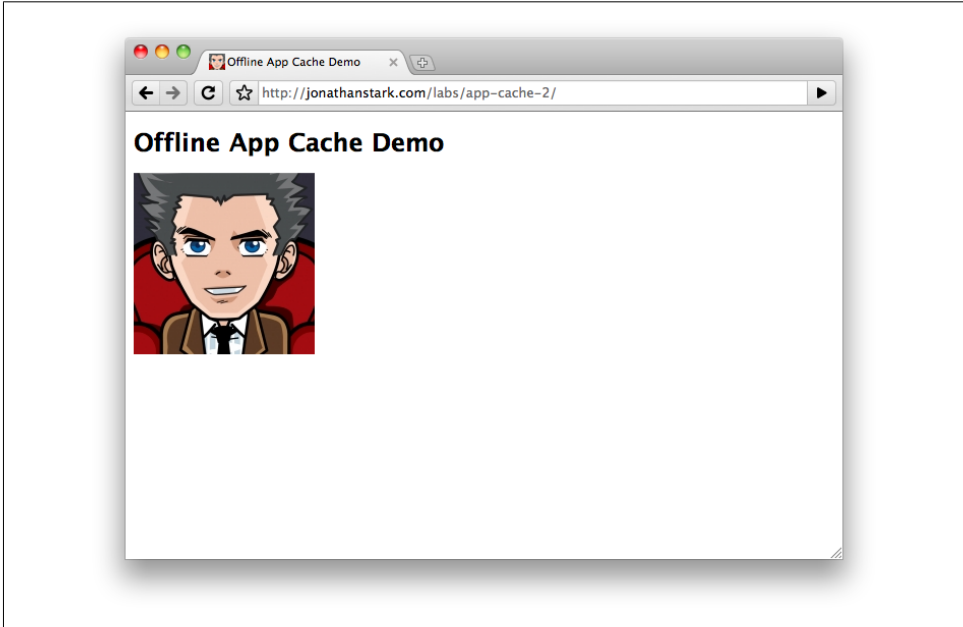 Offline App Cache Demo
http://jonathanstark.com/labs/app-cache-2/
Offline App Cache Demo